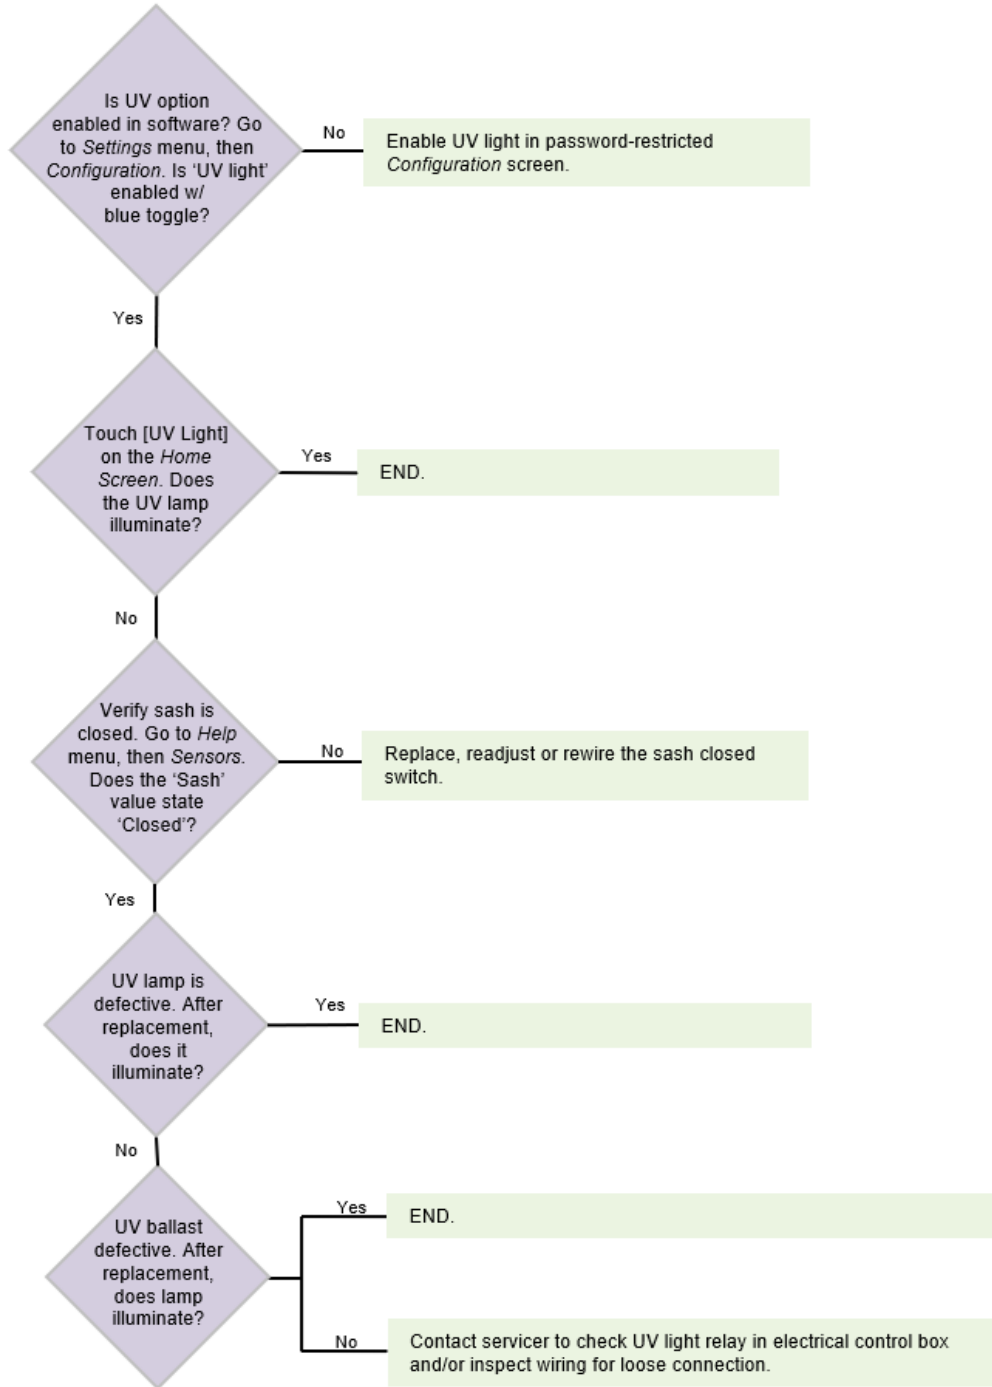 Is UV option
enabled in software? Go
to Settings menu, then
Configuration. Is ‘UV light’
enabled w/
blue toggle?
No
Enable UV light in password-restricted
Configuration screen.
Yes
Touch [UV Light]
on the Home
Screen. Does
the UV lamp
illuminate?
Yes
END.
No
Verify sash is
closed. Go to Help
menu, then Sensors.
Does the ‘Sash’
value state
‘Closed’?
No
Replace, readjust or rewire the sash closed
switch.
Yes
UV lamp is
defective. After
replacement,
does it
illuminate?
Yes
END.
No
UV ballast
defective. After
replacement,
does lamp
illuminate?
Yes
END.
No
Contact servicer to check UV light relay in electrical control box
and/or inspect wiring for loose connection.